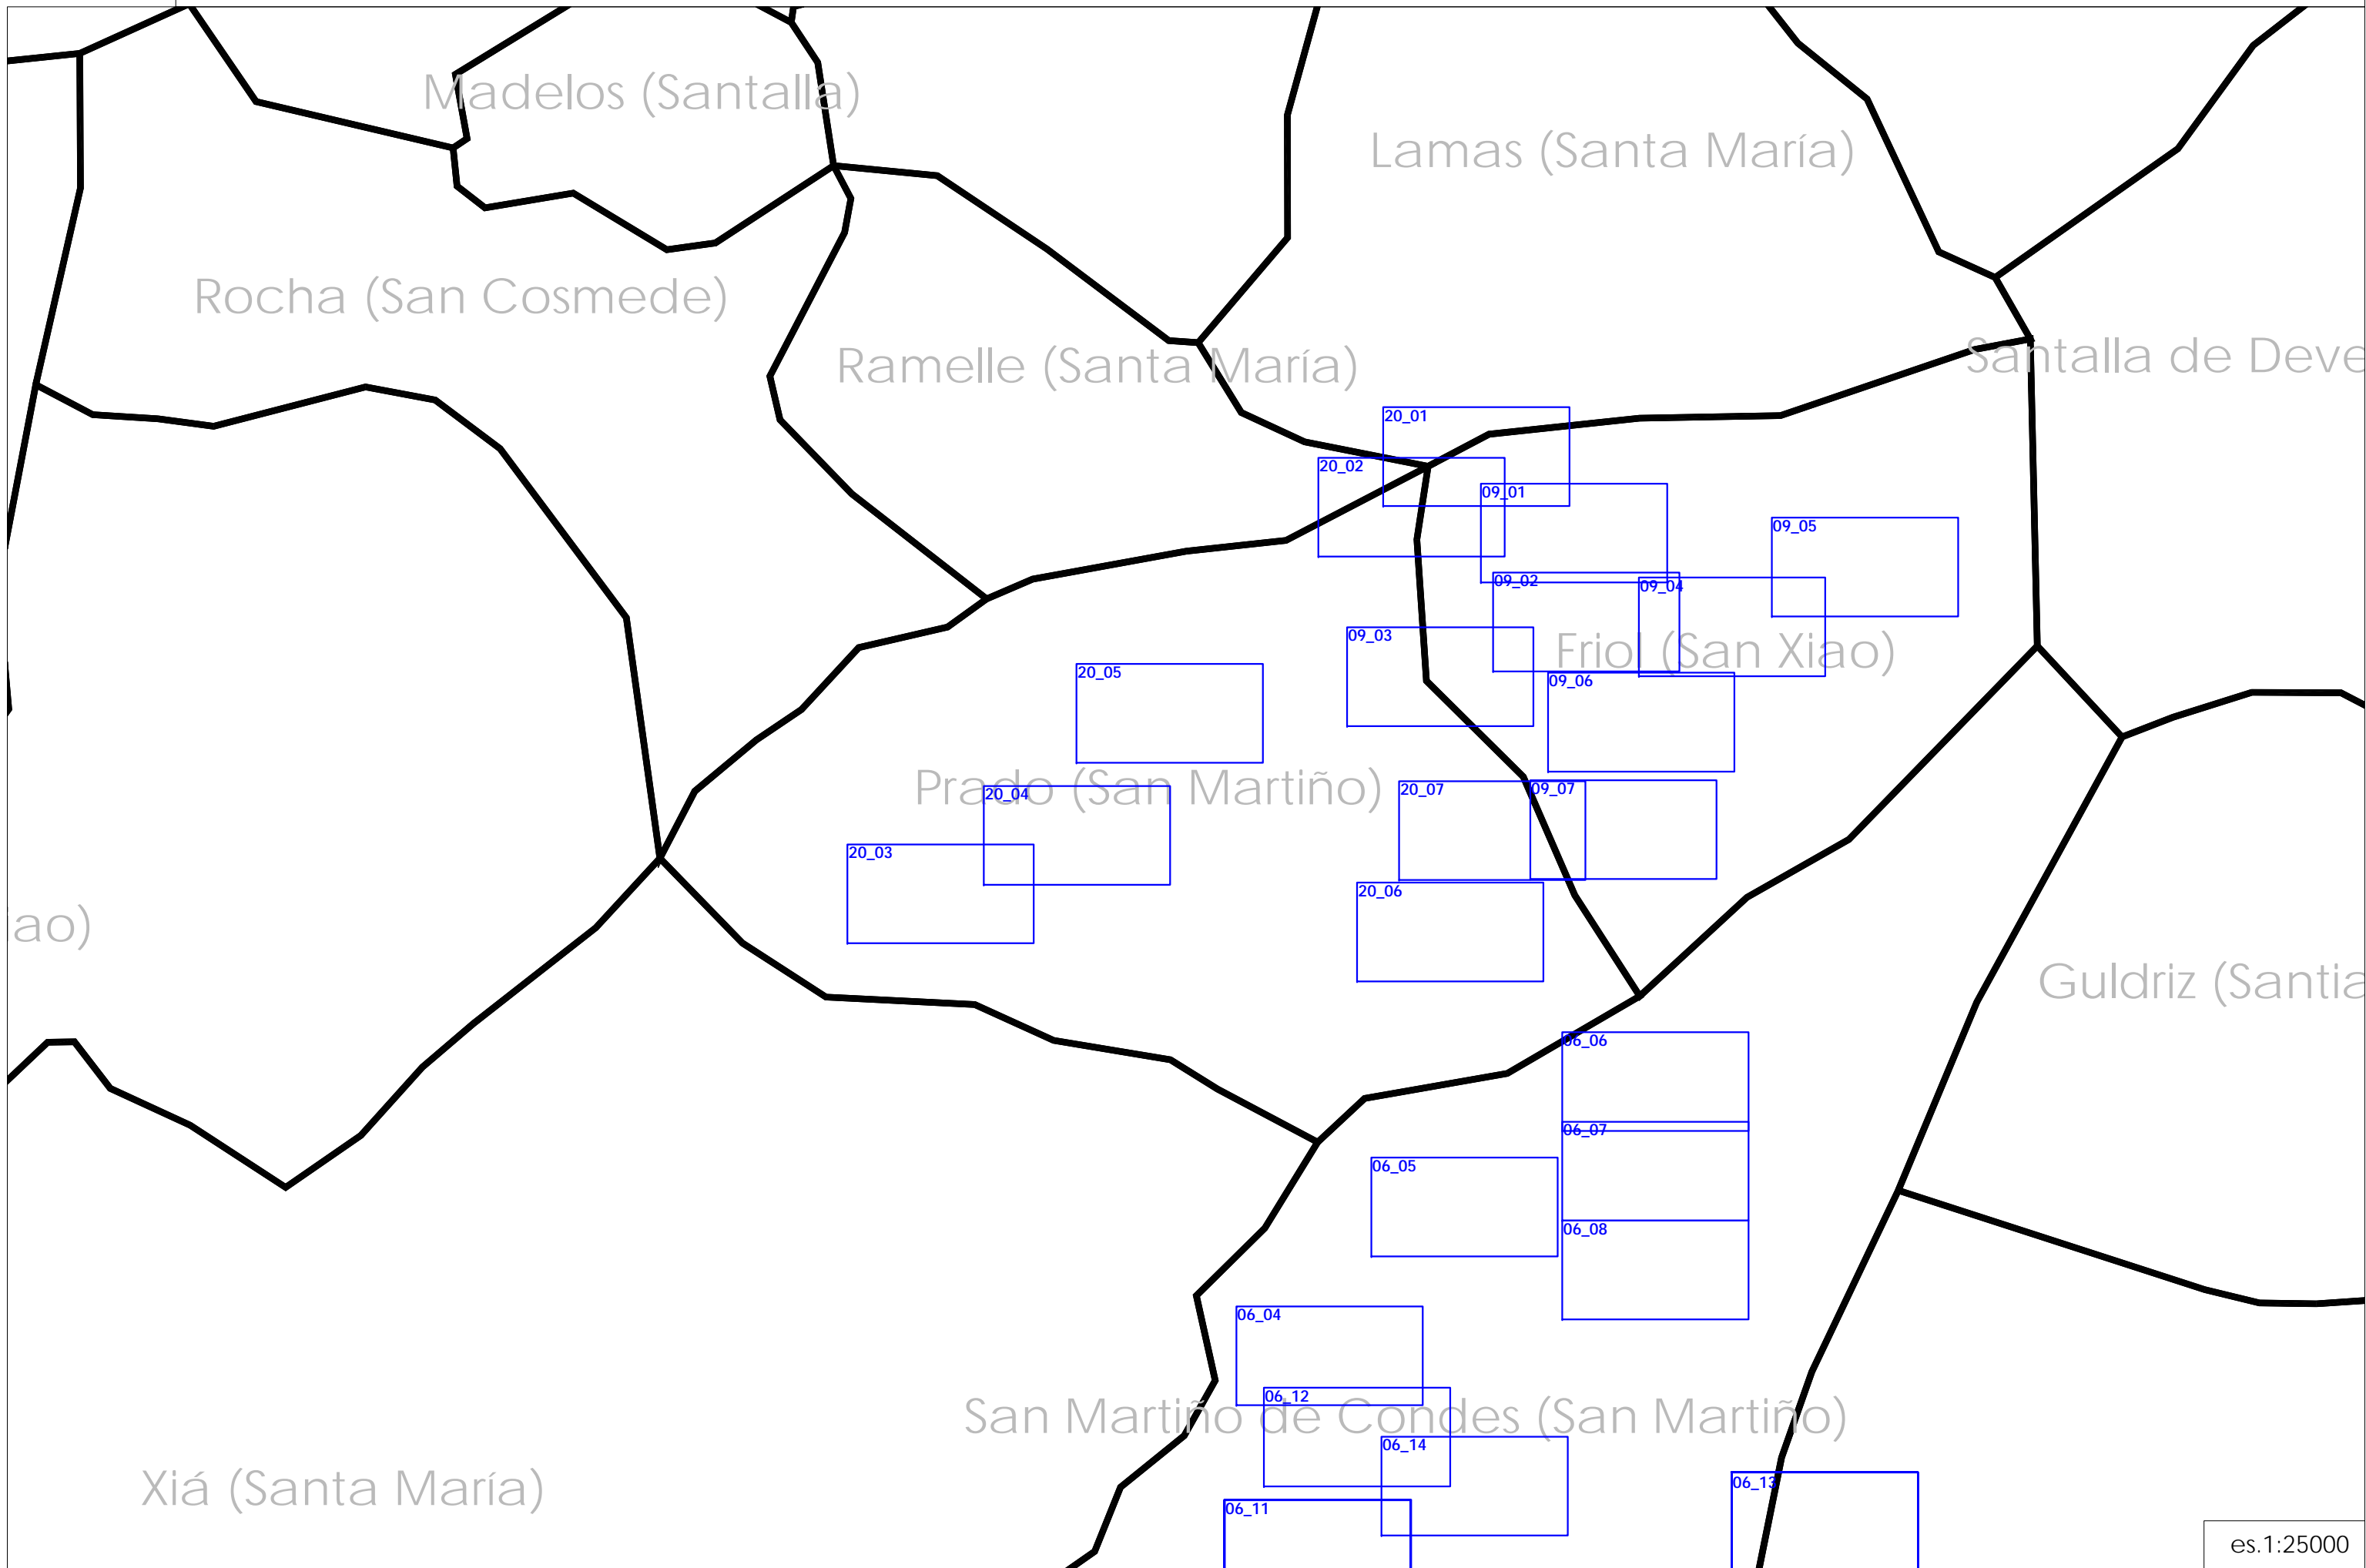 Madelos (Santalla)
Lamas (Santa María)
Rocha (San Cosmede)
Ramelle (Santa María)
Santalla de Deve
20_01
20_02
09_01
09_05
09_02
09_04
09_03
Friol (San Xiao)
20_05
09_06
Prado (San Martiño)
20_04
20_07
09_07
20_03
20_06
ao)
Guldriz (Santia
06_06
06_07
06_05
06_08
06_04
06_12
San Martiño de Condes (San Martiño)
06_14
Xiá (Santa María)
06_13
06_11
es.1:25000